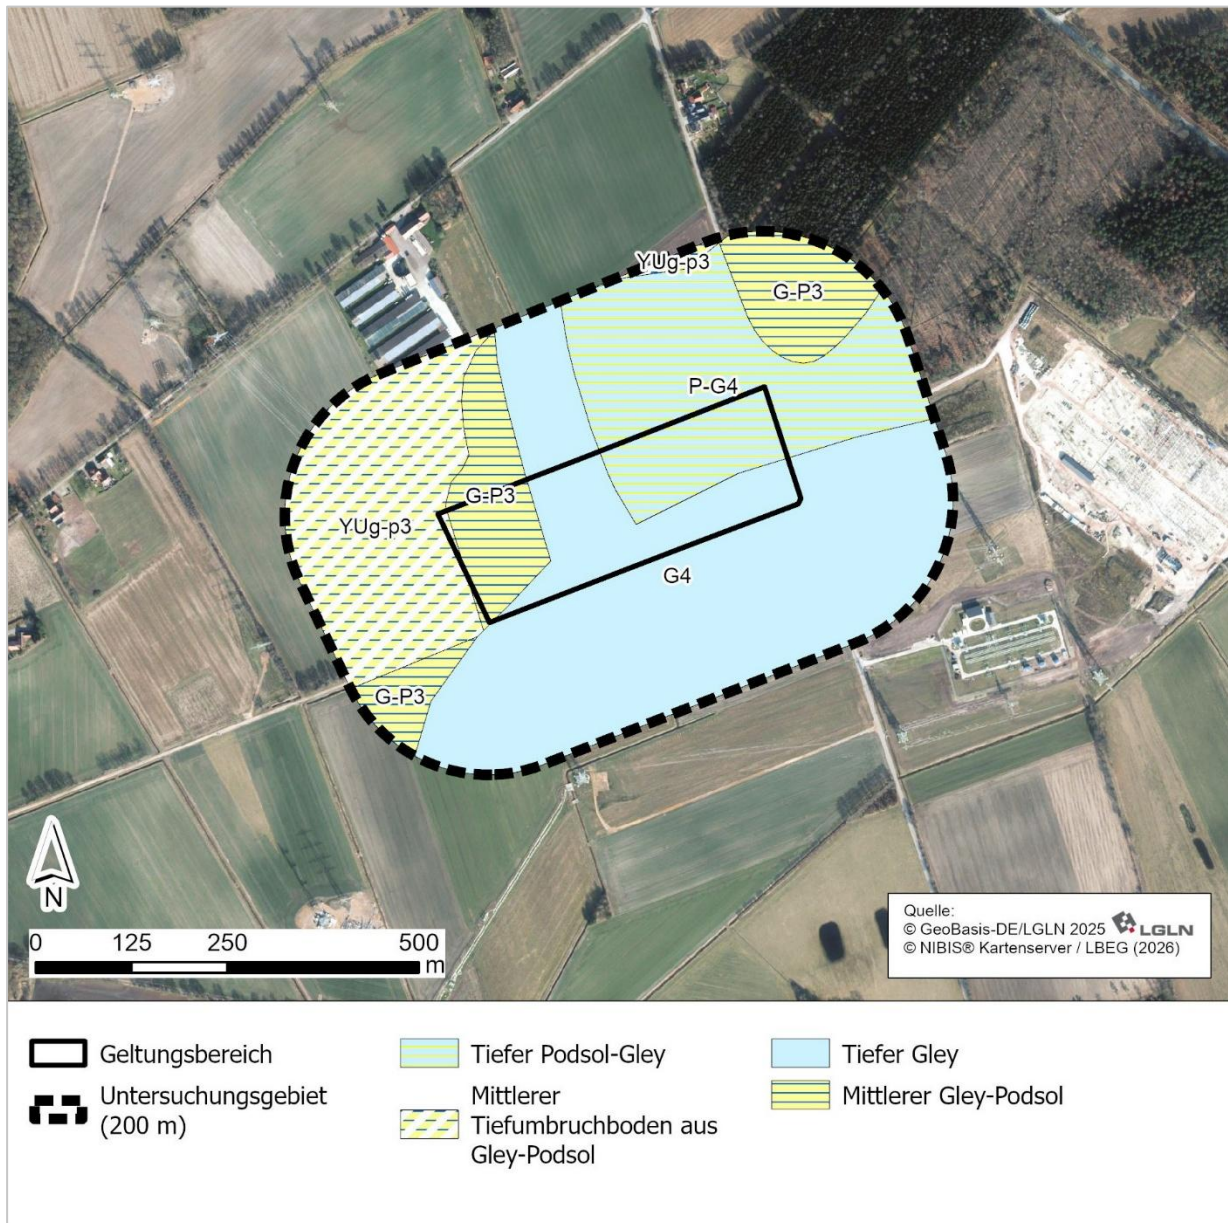 YUg-p3
G-P3
P-G4
G-P3
YUg-p3
G4
G-P3
N
0 125 250 500
m
Quelle:
© GeoBasis-DE/LGLN 2025 LGLN
© NIBIS® Kartenserver / LBEG (2026)
Geltungsbereich
Untersuchungsgebiet
(200 m)
Tiefer Podsol-Gley
Mittlerer
Tiefumbruchboden aus
Gley-Podsol
Tiefer Gley
Mittlerer Gley-Podsol